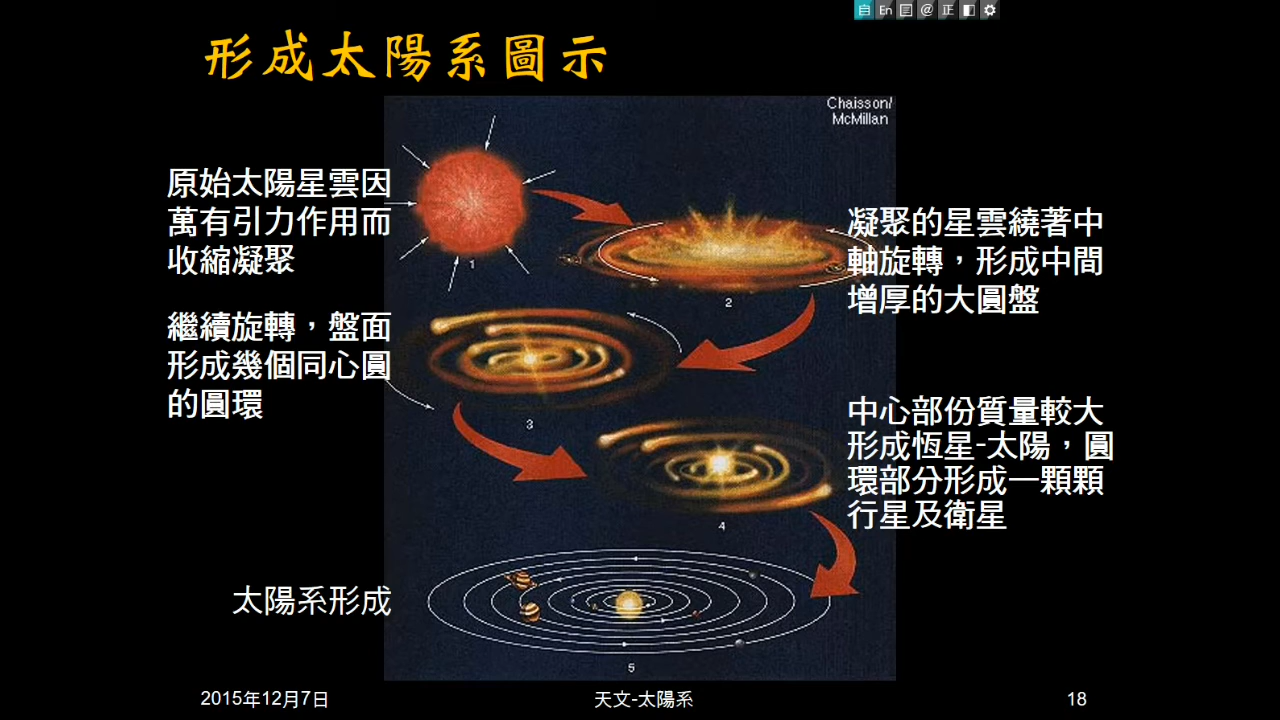 自 En @ 正
形成太陽系圖示
Chaisson/
McMillan
原始太陽星雲因
萬有引力作用而
收縮凝聚
1
凝聚的星雲繞著中
軸旋轉，形成中間
增厚的大圓盤
2
繼續旋轉，盤面
形成幾個同心圓
的圓環
3
中心部份質量較大
形成恆星-太陽，圓
環部分形成一顆顆
行星及衛星
4
太陽系形成
5
2015年12月7日
天文-太陽系
18